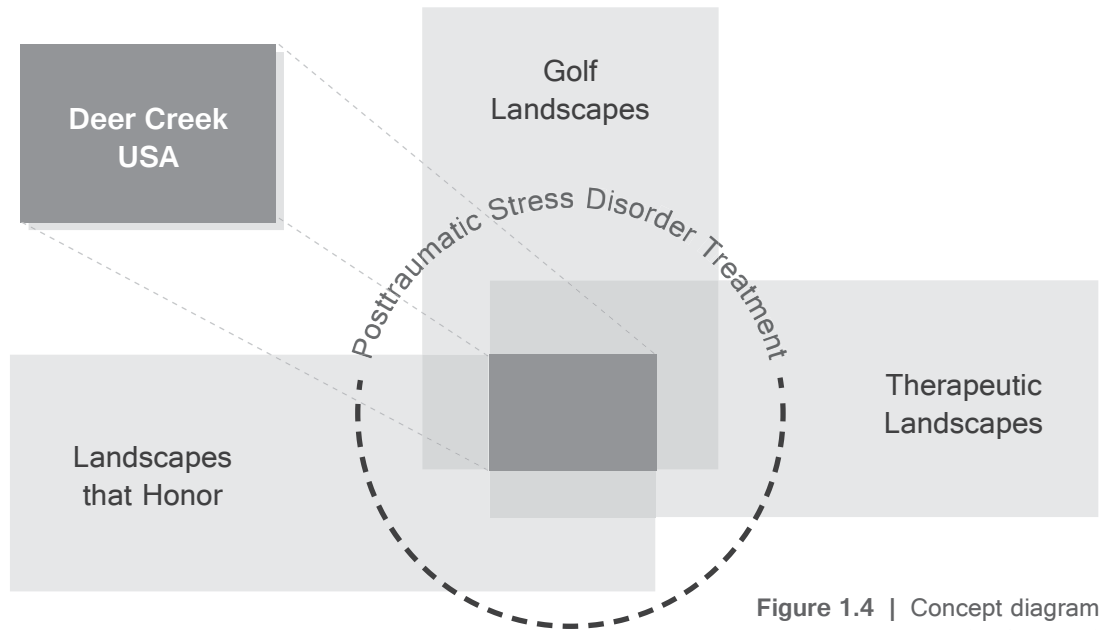 Deer Creek
USA
Golf
Landscapes
Posttraumatic Stress Disorder Treatment
Therapeutic
Landscapes
Landscapes
that Honor
Figure 1.4 | Concept diagram